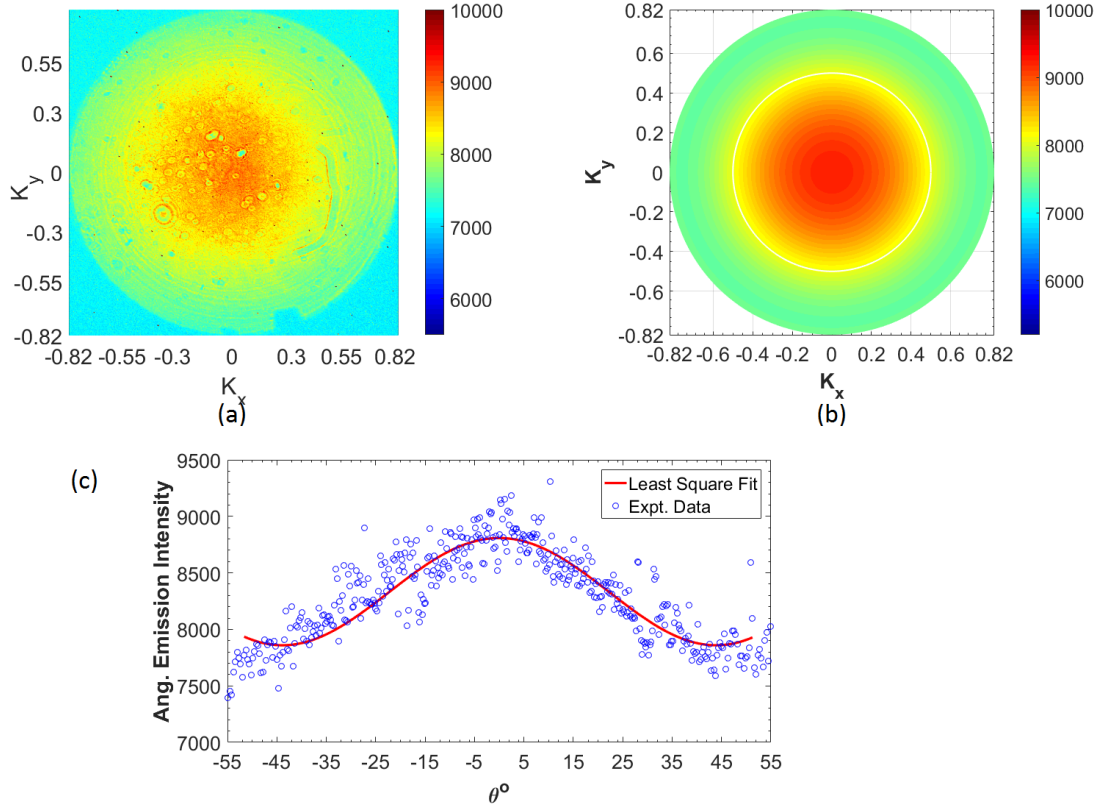 10000
9000
8000
7000
6000
0.55
0.3
0
-0.3
-0.55
-0.82
K_y
-0.82 -0.55 -0.3 0 0.3 0.55 0.82
K_x
(a)
0.82
0.6
0.4
0.2
0
-0.2
-0.4
-0.6
-0.82
K_y
-0.82 -0.6 -0.4 -0.2 0 0.2 0.4 0.6 0.82
K_x
(b)
10000
9000
8000
7000
6000
(c)
Ang. Emission Intensity
9500
9000
8500
8000
7500
7000
Least Square Fit
Expt. Data
-55 -45 -35 -25 -15 -5 5 15 25 35 45 55
θ°